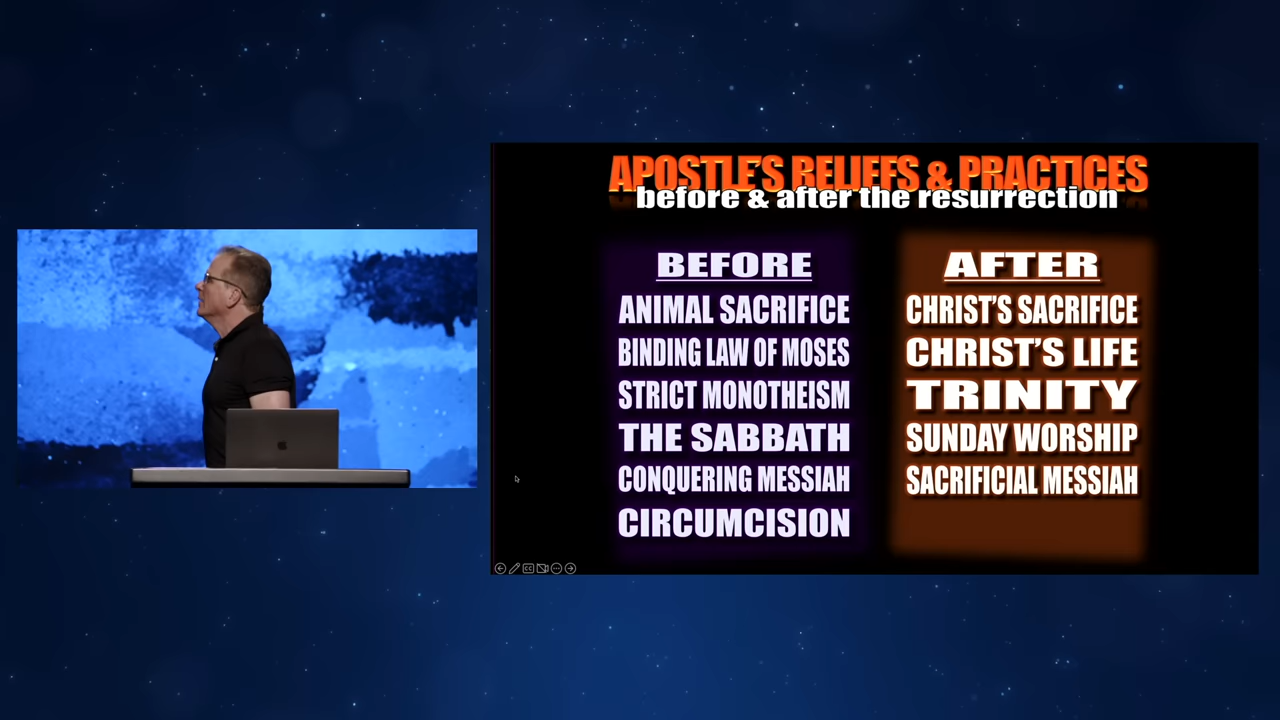 APOSTLE'S BELIEFS & PRACTICES
before & after the resurrection
BEFORE
ANIMAL SACRIFICE
BINDING LAW OF MOSES
STRICT MONOTHEISM
THE SABBATH
CONQUERING MESSIAH
CIRCUMCISION
AFTER
CHRIST'S SACRIFICE
CHRIST'S LIFE
TRINITY
SUNDAY WORSHIP
SACRIFICIAL MESSIAH